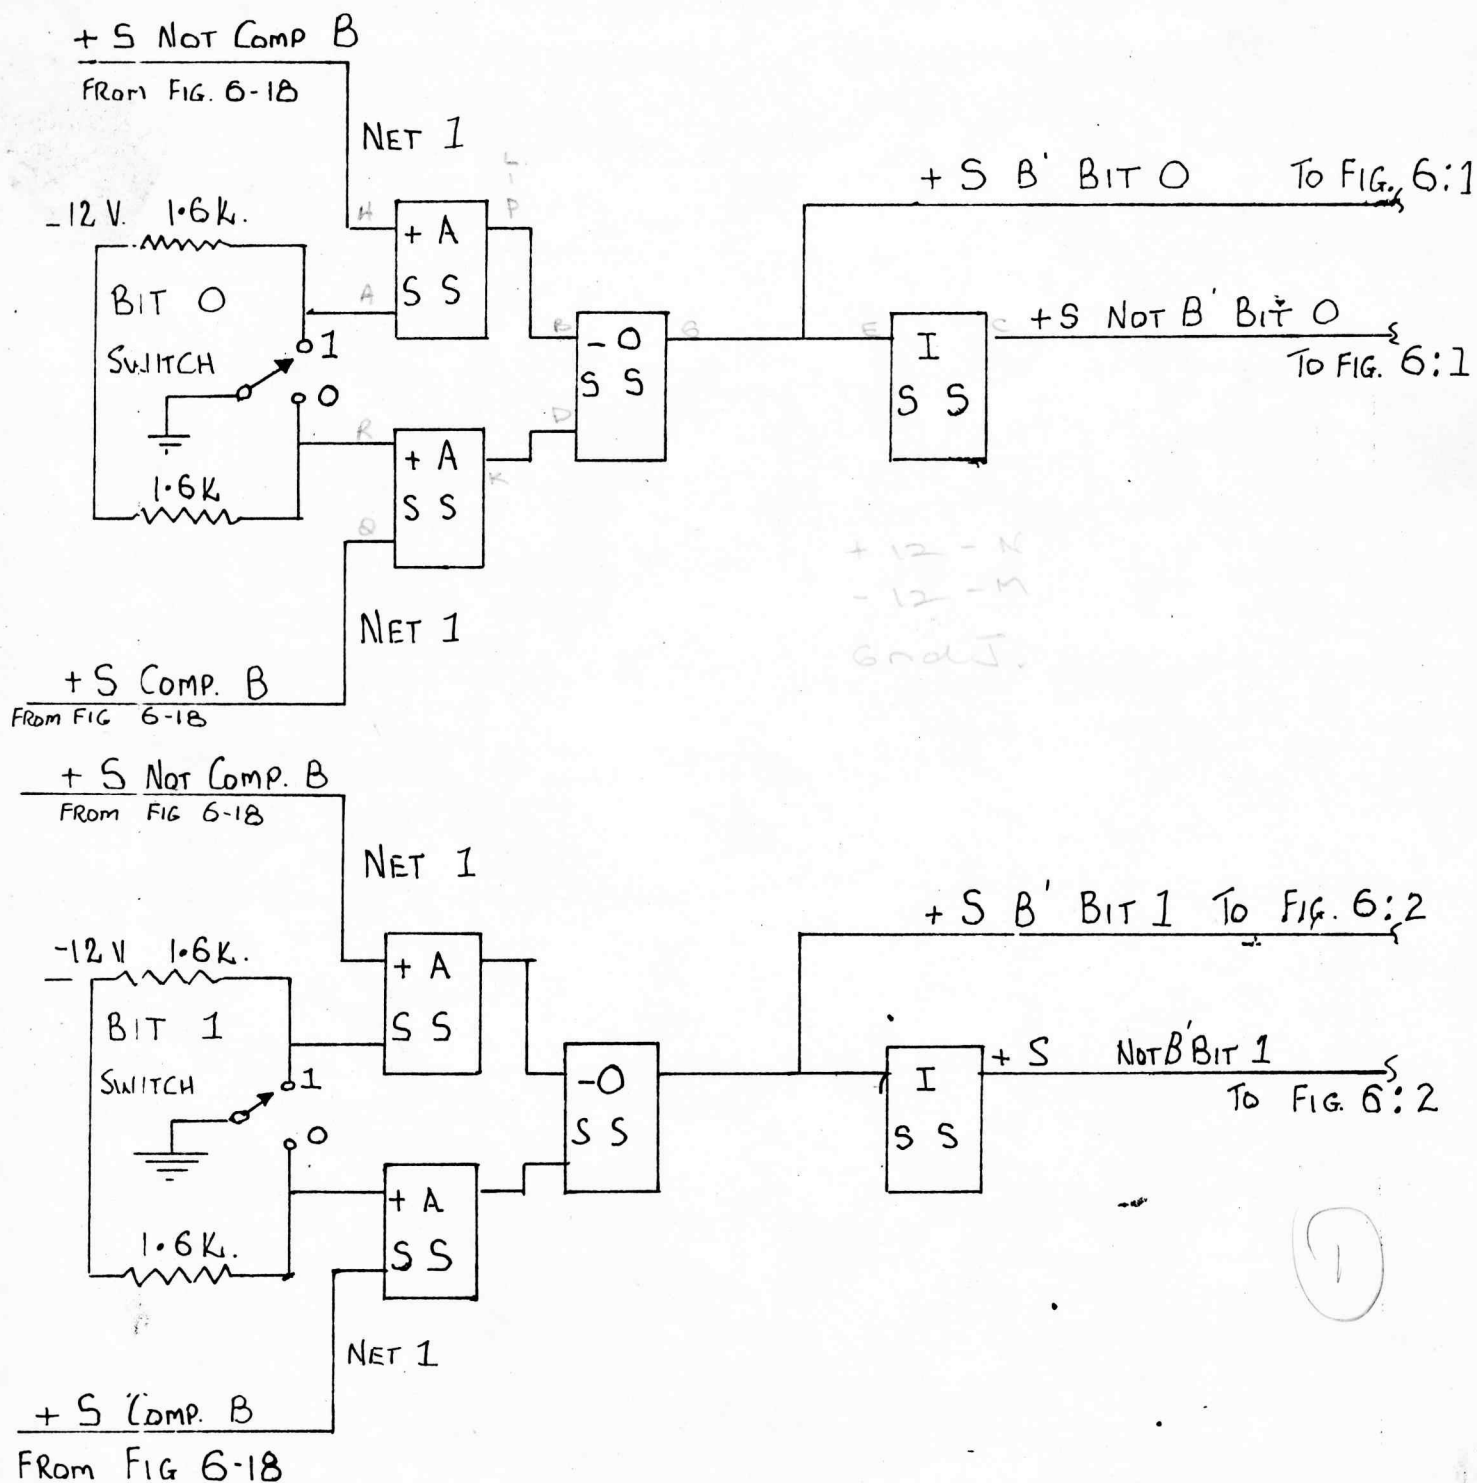 + S NOT COMP B
FROM FIG. 6-18
NET 1
-12 V. 1.6K.
BIT 0
SWITCH
1
0
1.6K
H
A
+ A
S S
P
R
Q
+ A
S S
K
B
D
- O
S S
G
E
I
S S
C
+ S B' BIT 0 TO FIG. 6:1
+S NOT B' BIT 0
TO FIG. 6:1
+ 12 - N
- 12 - M
Gnd J.
NET 1
+ S COMP. B
FROM FIG 6-18
+ S NOT COMP. B
FROM FIG 6-18
NET 1
-12 V 1.6K.
BIT 1
SWITCH
1
0
1.6K.
+ A
S S
+ A
S S
-O
S S
I
S S
+ S B' BIT 1 TO FIG. 6:2
+ S NOT B' BIT 1
TO FIG. 6:2
NET 1
+ S COMP. B
FROM FIG 6-18
1